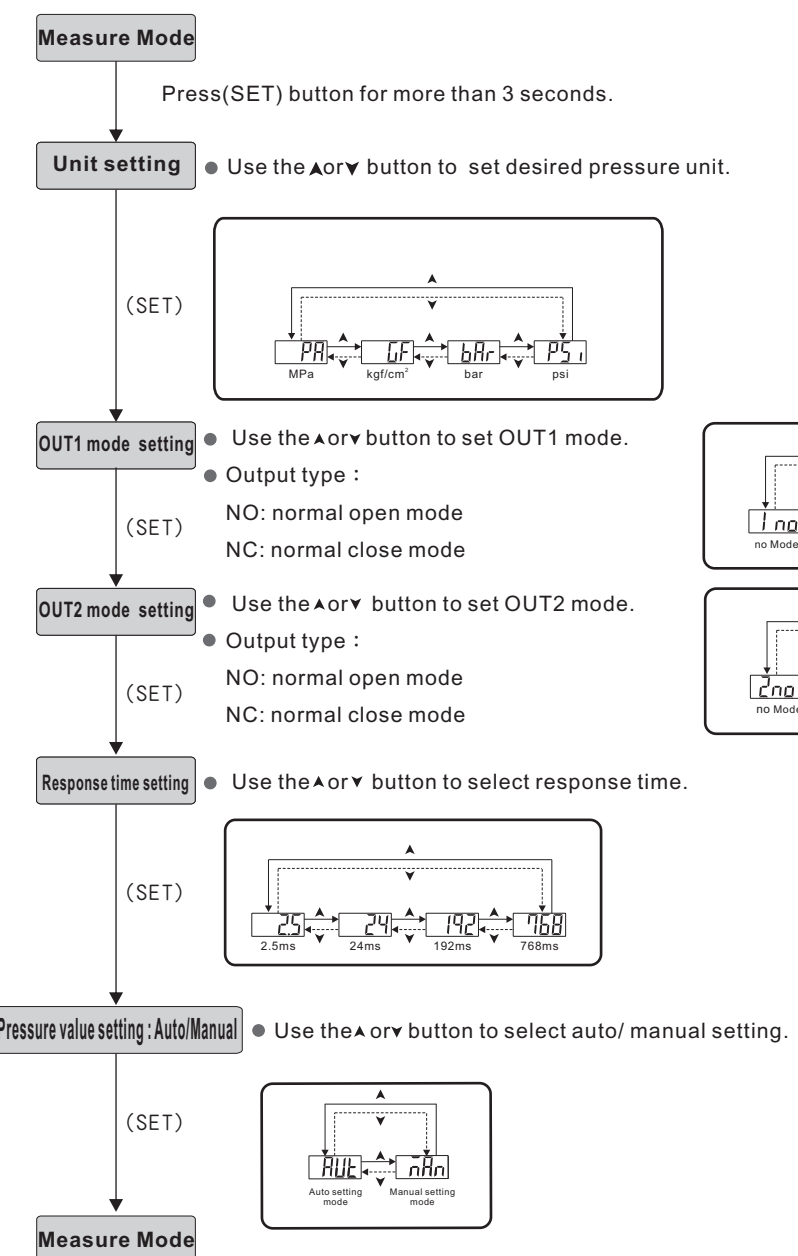 Measure Mode
Press(SET) button for more than 3 seconds.
Unit setting
● Use the ▲or▼ button to set desired pressure unit.
(SET)
PA GF bAr PSi
MPa kgf/cm² bar psi
OUT1 mode setting
● Use the ▲or▼ button to set OUT1 mode.
● Output type :
NO: normal open mode
NC: normal close mode
(SET)
1 no
no Mode
OUT2 mode setting
● Use the ▲or▼ button to set OUT2 mode.
● Output type :
NO: normal open mode
NC: normal close mode
(SET)
2no
no Mode
Response time setting
● Use the▲or▼ button to select response time.
(SET)
2.5 24 192 768
2.5ms 24ms 192ms 768ms
Pressure value setting : Auto/Manual
● Use the▲ or▼ button to select auto/ manual setting.
(SET)
AUt mAn
Auto setting Manual setting
mode mode
Measure Mode